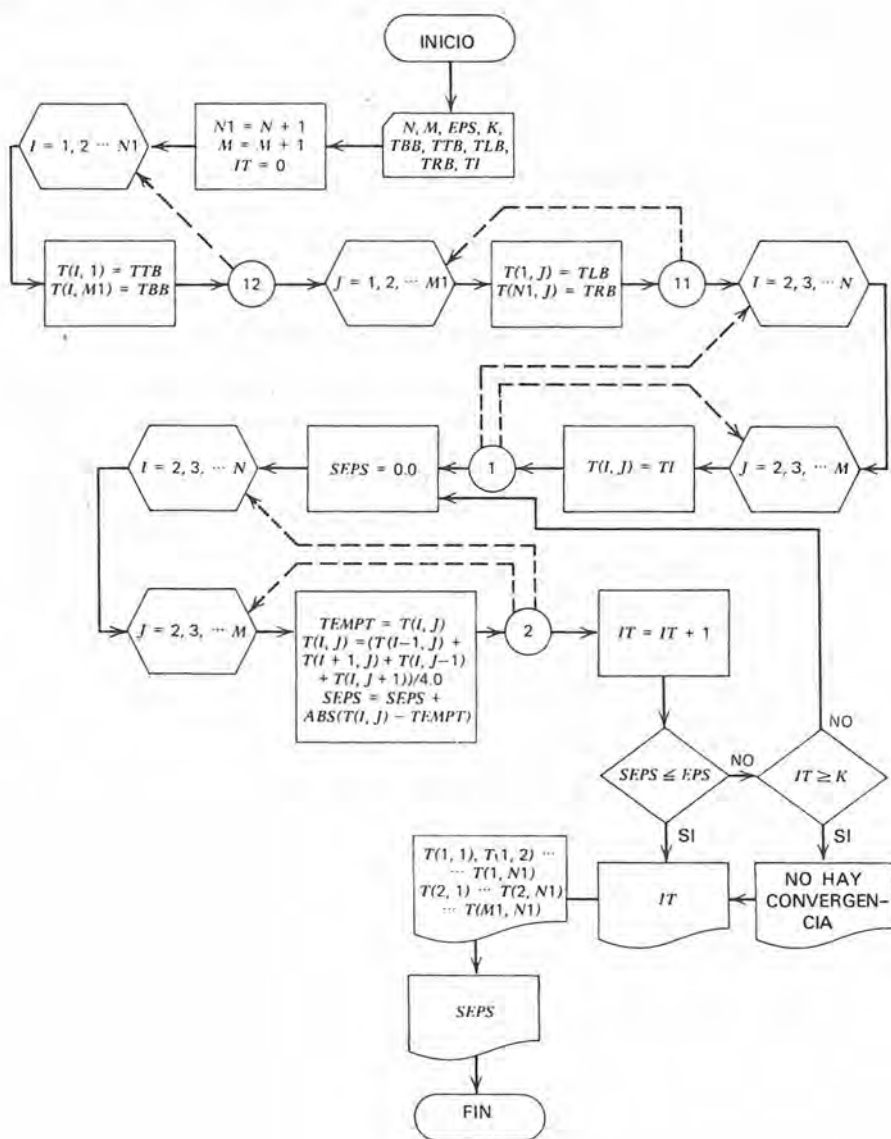 INICIO
N, M, EPS, K,
TBB, TTB, TLB,
TRB, TI
N1 = N + 1
M = M + 1
IT = 0
I = 1, 2 ··· N1
T(I, 1) = TTB
T(I, M1) = TBB
12
J = 1, 2, ··· M1
T(1, J) = TLB
T(N1, J) = TRB
11
I = 2, 3, ··· N
J = 2, 3, ··· M
T(I, J) = TI
1
SEPS = 0.0
I = 2, 3, ··· N
J = 2, 3, ··· M
TEMPT = T(I, J)
T(I, J) = (T(I–1, J) +
T(I + 1, J) + T(I, J–1)
+ T(I, J + 1))/4.0
SEPS = SEPS +
ABS(T(I, J) – TEMPT)
2
IT = IT + 1
SEPS ≦ EPS
NO
IT ≥ K
NO
SI
SI
NO HAY
CONVERGEN–
CIA
IT
T(1, 1), T(1, 2) ···
··· T(1, N1)
T(2, 1) ··· T(2, N1)
··· T(M1, N1)
SEPS
FIN